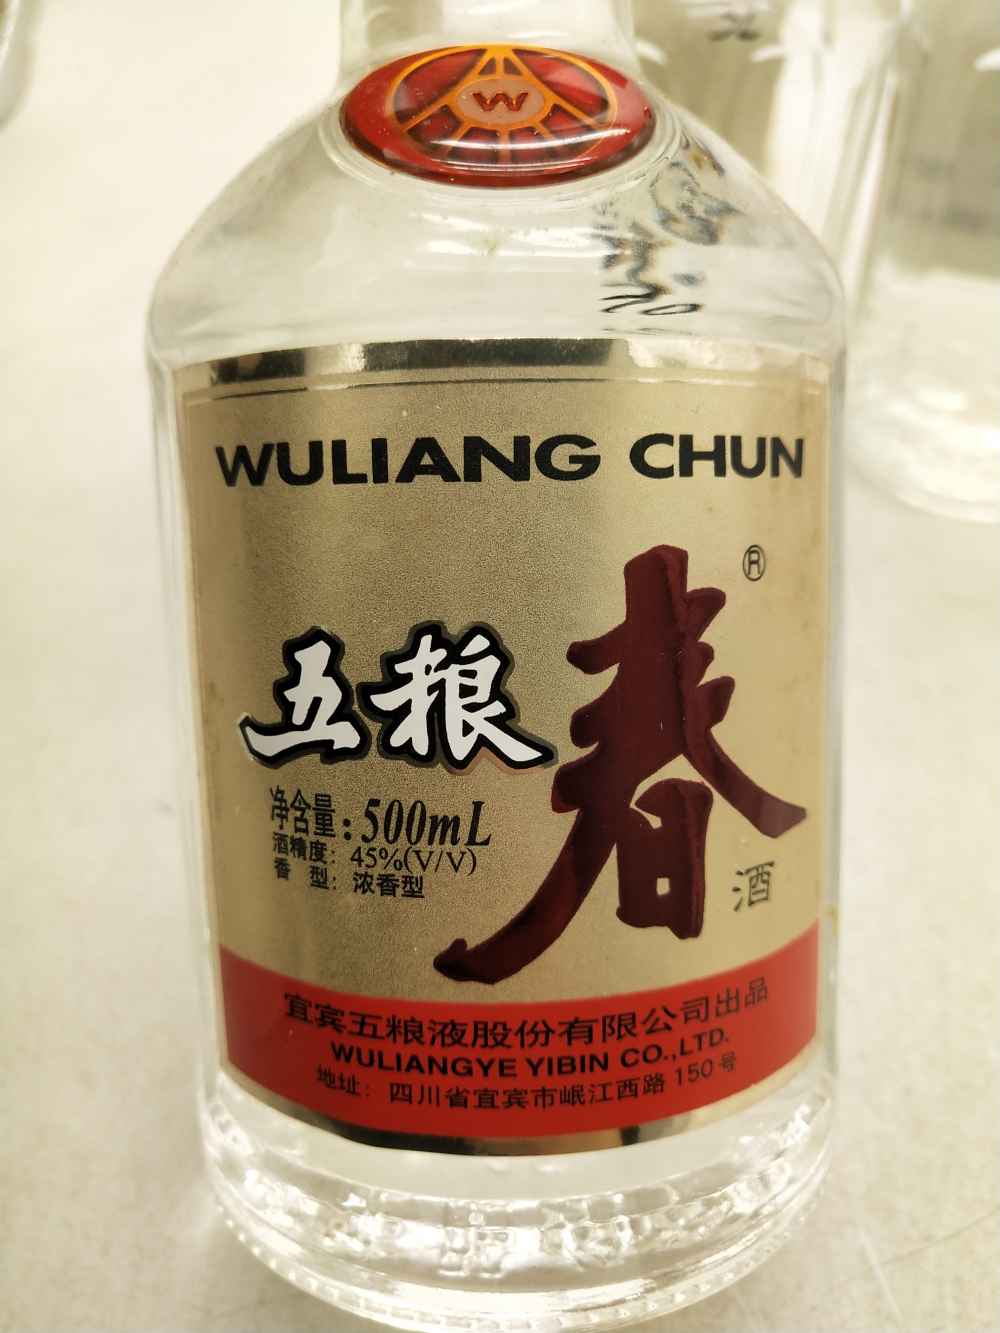 W
WULIANG CHUN
®
五粮春
酒
净含量:500mL
酒精度: 45%(V/V)
香 型: 浓香型
宜宾五粮液股份有限公司出品
WULIANGYE YIBIN CO.,LTD.
地址: 四川省宜宾市岷江西路150号